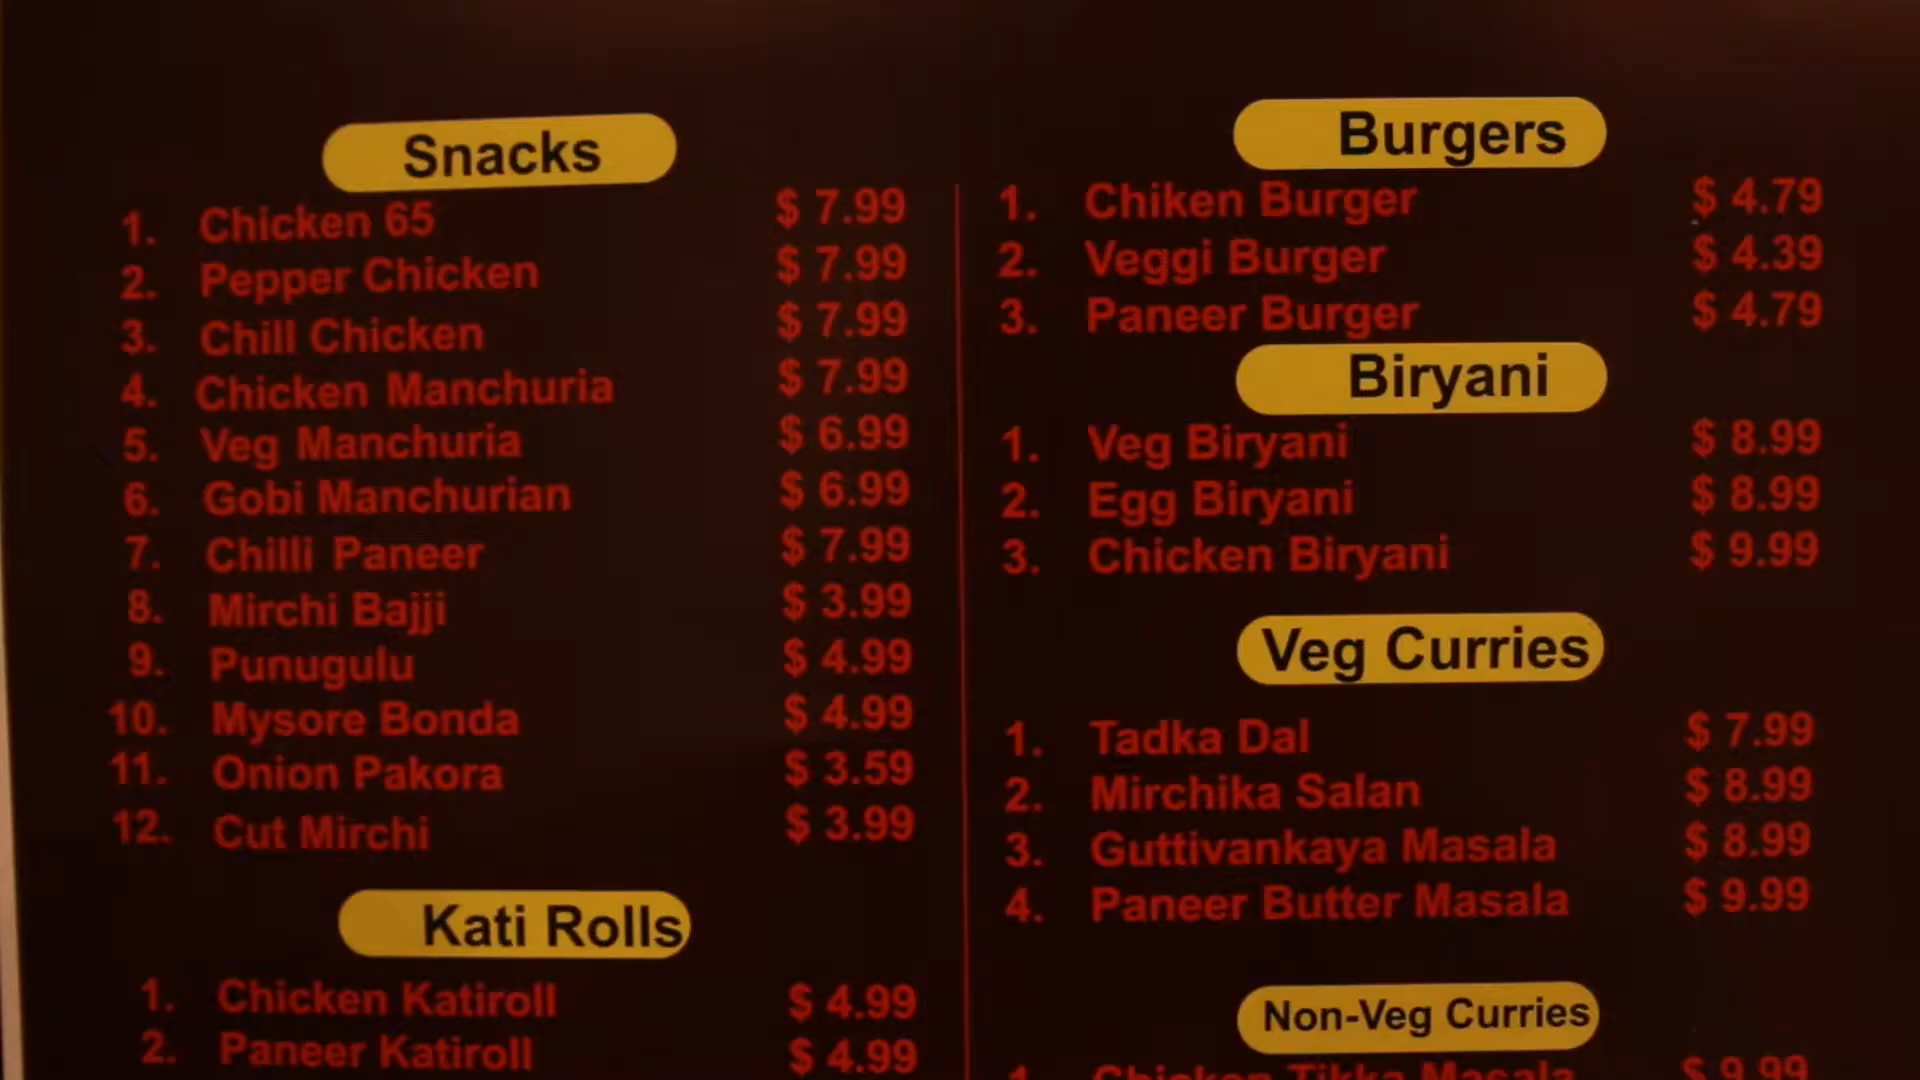 Snacks
1. Chicken 65 $ 7.99
2. Pepper Chicken $ 7.99
3. Chill Chicken $ 7.99
4. Chicken Manchuria $ 7.99
5. Veg Manchuria $ 6.99
6. Gobi Manchurian $ 6.99
7. Chilli Paneer $ 7.99
8. Mirchi Bajji $ 3.99
9. Punugulu $ 4.99
10. Mysore Bonda $ 4.99
11. Onion Pakora $ 3.59
12. Cut Mirchi $ 3.99
Kati Rolls
1. Chicken Katiroll $ 4.99
2. Paneer Katiroll $ 4.99
Burgers
1. Chiken Burger $ 4.79
2. Veggi Burger $ 4.39
3. Paneer Burger $ 4.79
Biryani
1. Veg Biryani $ 8.99
2. Egg Biryani $ 8.99
3. Chicken Biryani $ 9.99
Veg Curries
1. Tadka Dal $ 7.99
2. Mirchika Salan $ 8.99
3. Guttivankaya Masala $ 8.99
4. Paneer Butter Masala $ 9.99
Non-Veg Curries
1. Chicken Tikka Masala $ 9.99